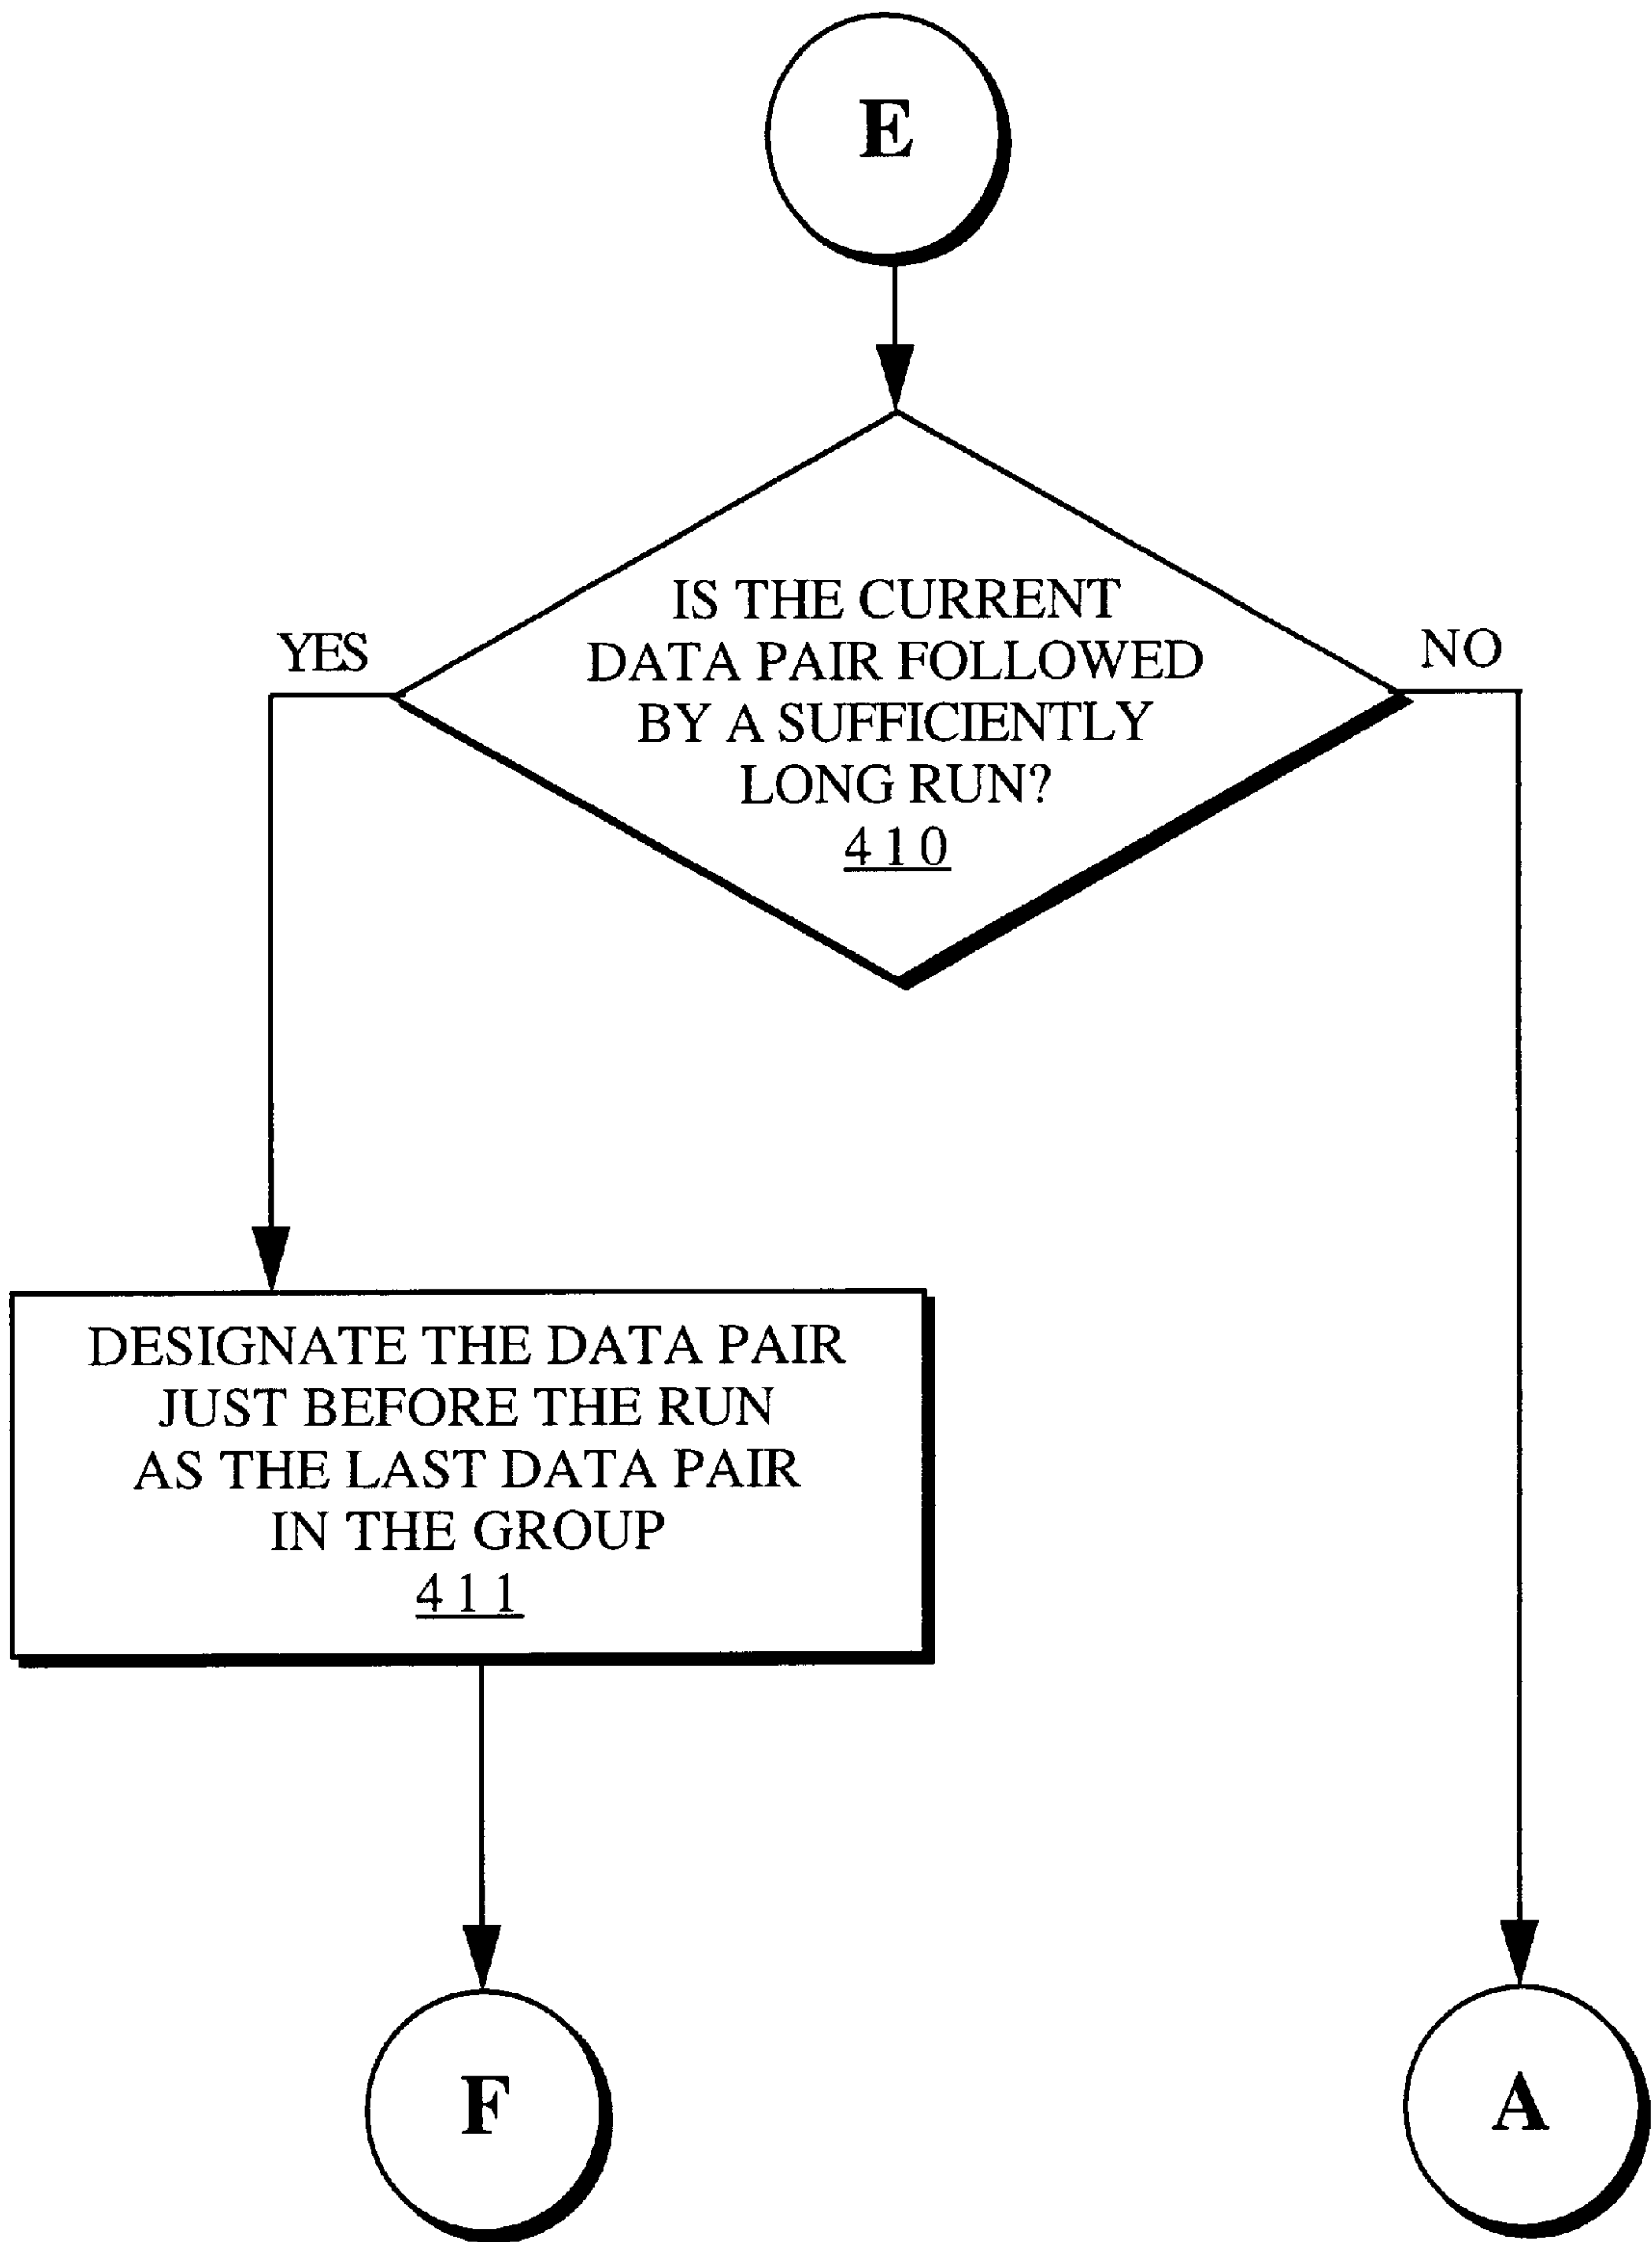 E
IS THE CURRENT
DATA PAIR FOLLOWED
BY A SUFFICIENTLY
LONG RUN?
410
YES
NO
DESIGNATE THE DATA PAIR
JUST BEFORE THE RUN
AS THE LAST DATA PAIR
IN THE GROUP
411
F
A